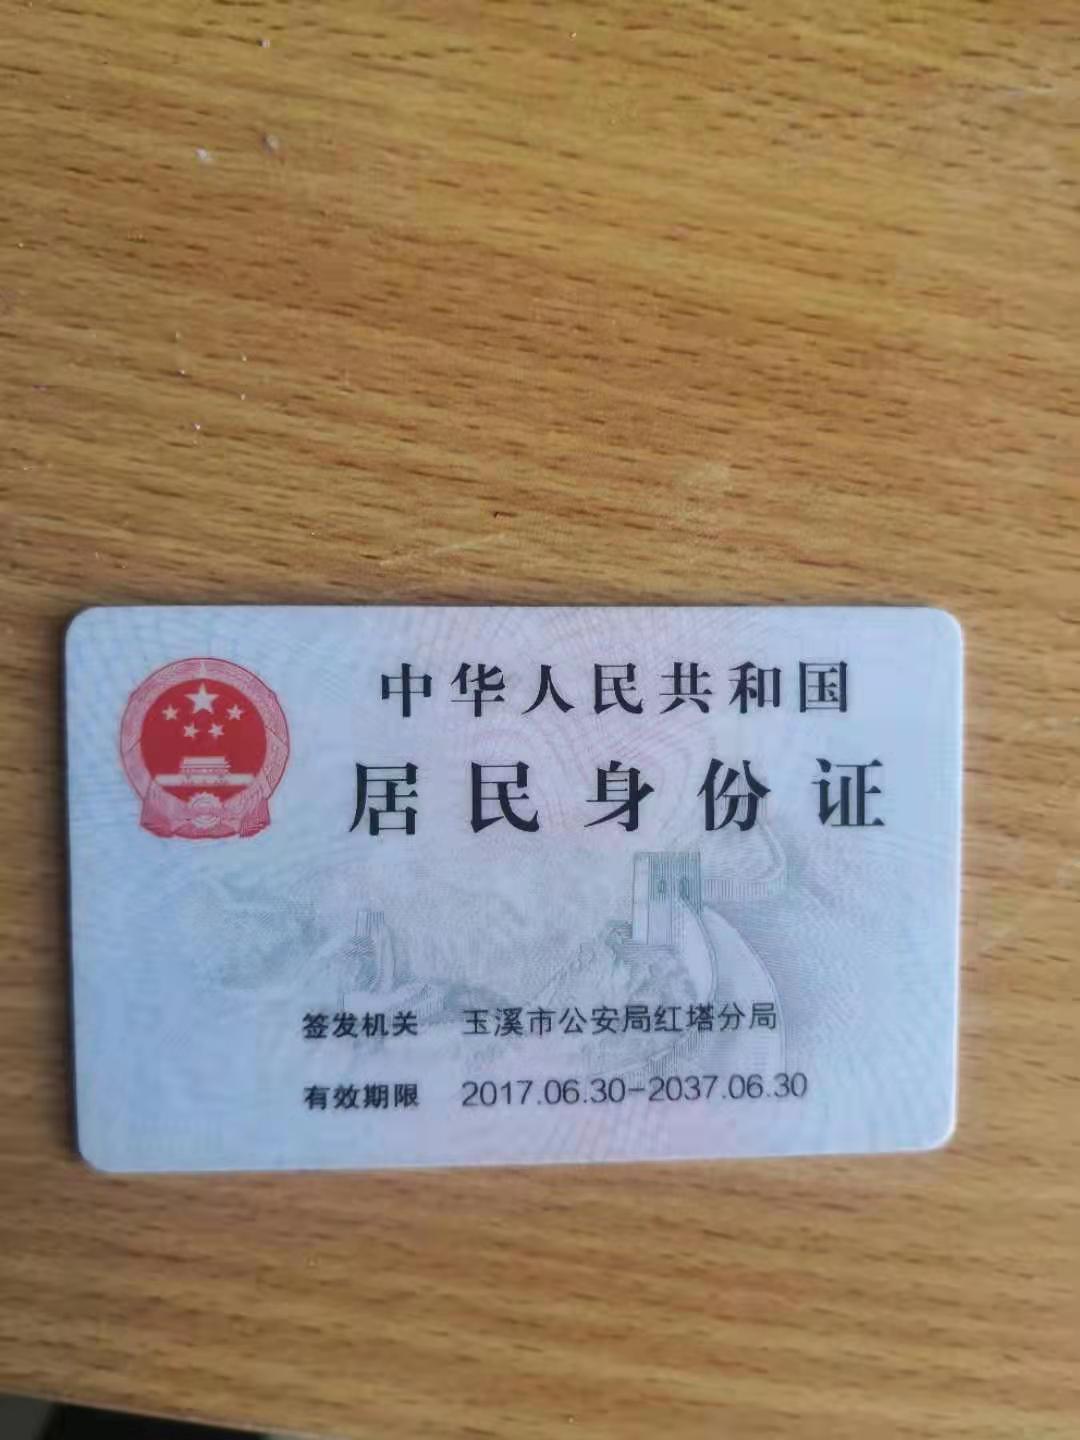 中华人民共和国
居民身份证
签发机关 玉溪市公安局红塔分局
有效期限 2017.06.30-2037.06.30